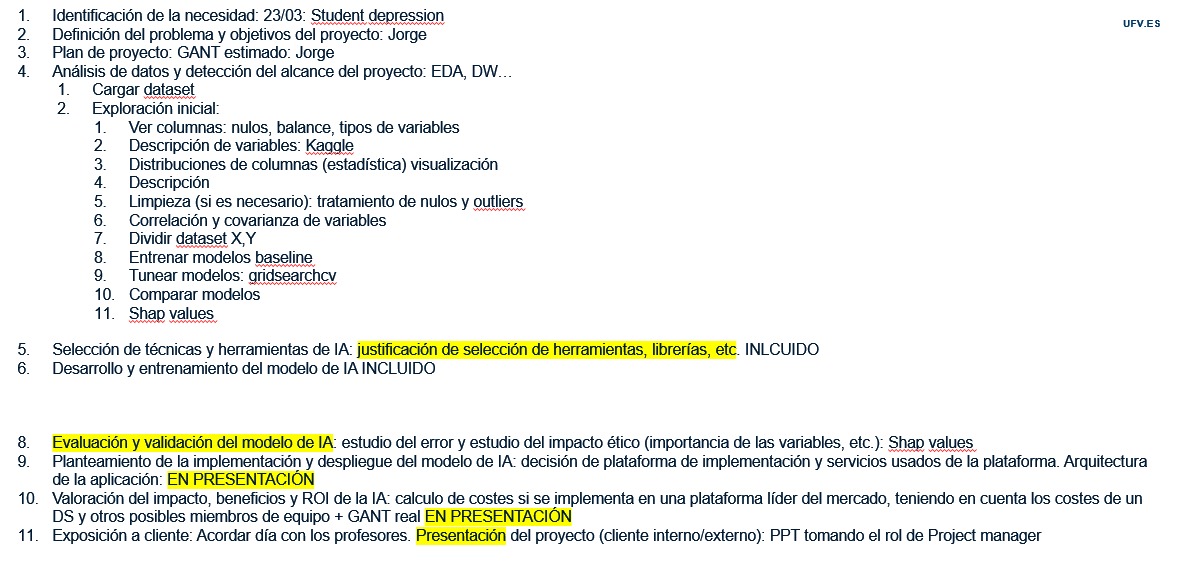 UFV.ES
1. Identificación de la necesidad: 23/03: Student depression
2. Definición del problema y objetivos del proyecto: Jorge
3. Plan de proyecto: GANT estimado: Jorge
4. Análisis de datos y detección del alcance del proyecto: EDA, DW…
1. Cargar dataset
2. Exploración inicial:
1. Ver columnas: nulos, balance, tipos de variables
2. Descripción de variables: Kaggle
3. Distribuciones de columnas (estadística) visualización
4. Descripción
5. Limpieza (si es necesario): tratamiento de nulos y outliers
6. Correlación y covarianza de variables
7. Dividir dataset X,Y
8. Entrenar modelos baseline
9. Tunear modelos: gridsearchcv
10. Comparar modelos
11. Shap values
5. Selección de técnicas y herramientas de IA: justificación de selección de herramientas, librerías, etc. INLCUIDO
6. Desarrollo y entrenamiento del modelo de IA INCLUIDO
8. Evaluación y validación del modelo de IA: estudio del error y estudio del impacto ético (importancia de las variables, etc.): Shap values
9. Planteamiento de la implementación y despliegue del modelo de IA: decisión de plataforma de implementación y servicios usados de la plataforma. Arquitectura
de la aplicación: EN PRESENTACIÓN
10. Valoración del impacto, beneficios y ROI de la IA: calculo de costes si se implementa en una plataforma líder del mercado, teniendo en cuenta los costes de un
DS y otros posibles miembros de equipo + GANT real EN PRESENTACIÓN
11. Exposición a cliente: Acordar día con los profesores. Presentación del proyecto (cliente interno/externo): PPT tomando el rol de Project manager